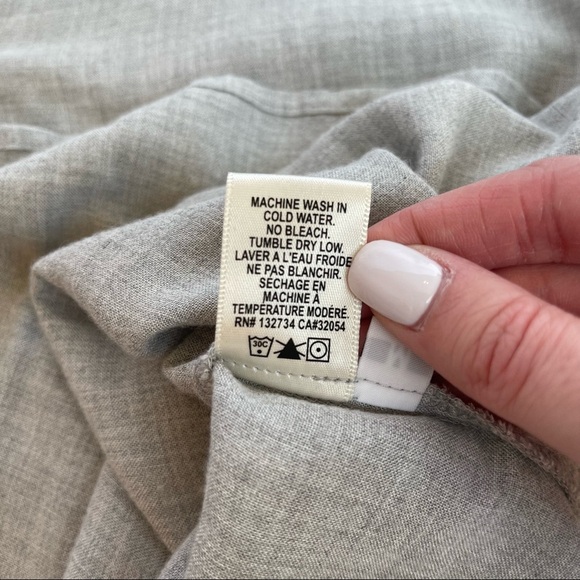 MACHINE WASH IN
COLD WATER.
NO BLEACH.
TUMBLE DRY LOW.
LAVER A L'EAU FROIDE
NE PAS BLANCHIR.
SÉCHAGE EN
MACHINE À
TEMPÉRATURE MODÉRÉ.
RN# 132734 CA#32054
30C